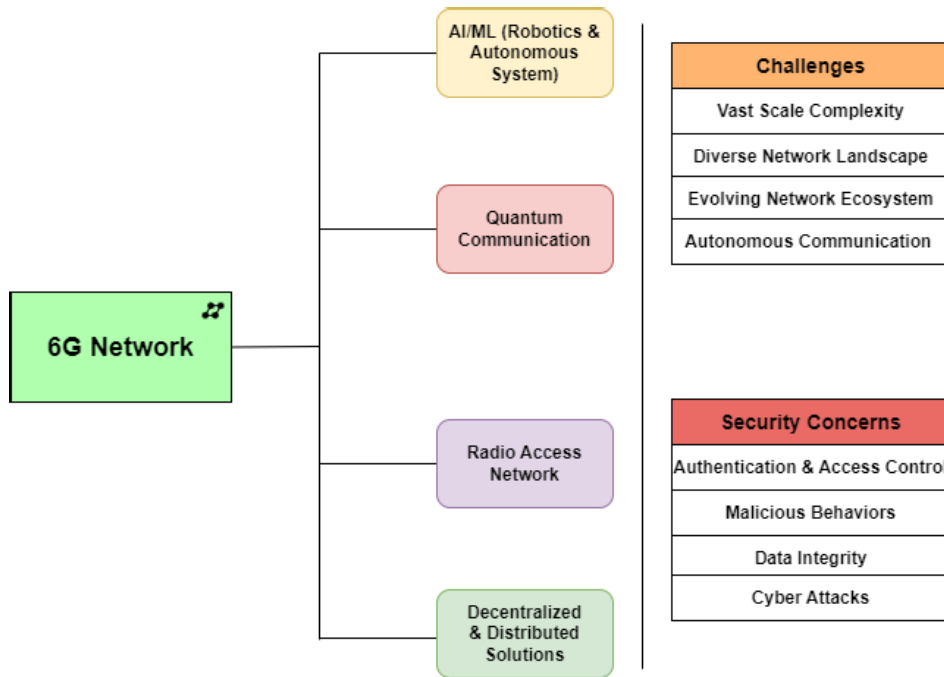 AI/ML (Robotics &
Autonomous
System)
Quantum
Communication
6G Network
Radio Access
Network
Decentralized
& Distributed
Solutions
Challenges
Vast Scale Complexity
Diverse Network Landscape
Evolving Network Ecosystem
Autonomous Communication
Security Concerns
Authentication & Access Control
Malicious Behaviors
Data Integrity
Cyber Attacks